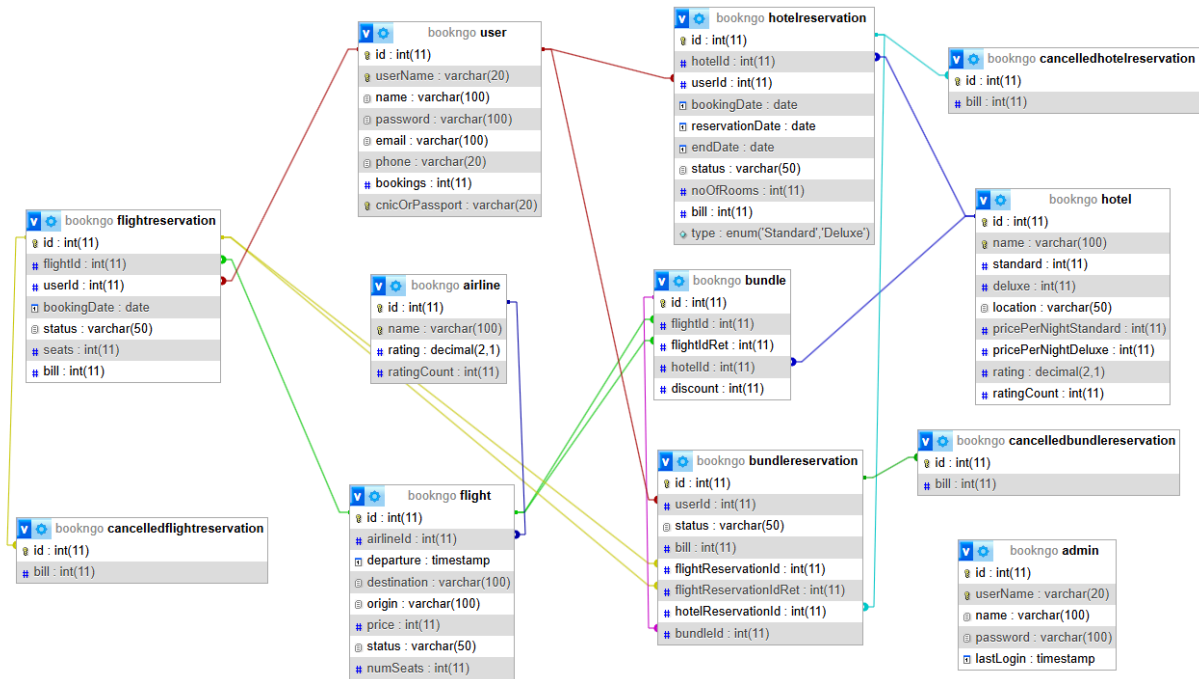 bookngo user
id : int(11)
userName : varchar(20)
name : varchar(100)
password : varchar(100)
email : varchar(100)
phone : varchar(20)
bookings : int(11)
cnicOrPassport : varchar(20)
bookngo hotelreservation
id : int(11)
hotelId : int(11)
userId : int(11)
bookingDate : date
reservationDate : date
endDate : date
status : varchar(50)
noOfRooms : int(11)
bill : int(11)
type : enum('Standard','Deluxe')
bookngo cancelledhotelreservation
id : int(11)
bill : int(11)
bookngo flightreservation
id : int(11)
flightId : int(11)
userId : int(11)
bookingDate : date
status : varchar(50)
seats : int(11)
bill : int(11)
bookngo airline
id : int(11)
name : varchar(100)
rating : decimal(2,1)
ratingCount : int(11)
bookngo bundle
id : int(11)
flightId : int(11)
flightIdRet : int(11)
hotelId : int(11)
discount : int(11)
bookngo hotel
id : int(11)
name : varchar(100)
standard : int(11)
deluxe : int(11)
location : varchar(50)
pricePerNightStandard : int(11)
pricePerNightDeluxe : int(11)
rating : decimal(2,1)
ratingCount : int(11)
bookngo cancelledflightreservation
id : int(11)
bill : int(11)
bookngo flight
id : int(11)
airlineId : int(11)
departure : timestamp
destination : varchar(100)
origin : varchar(100)
price : int(11)
status : varchar(50)
numSeats : int(11)
bookngo bundlereservation
id : int(11)
userId : int(11)
status : varchar(50)
bill : int(11)
flightReservationId : int(11)
flightReservationIdRet : int(11)
hotelReservationId : int(11)
bundleId : int(11)
bookngo cancelledbundlereservation
id : int(11)
bill : int(11)
bookngo admin
id : int(11)
userName : varchar(20)
name : varchar(100)
password : varchar(100)
lastLogin : timestamp